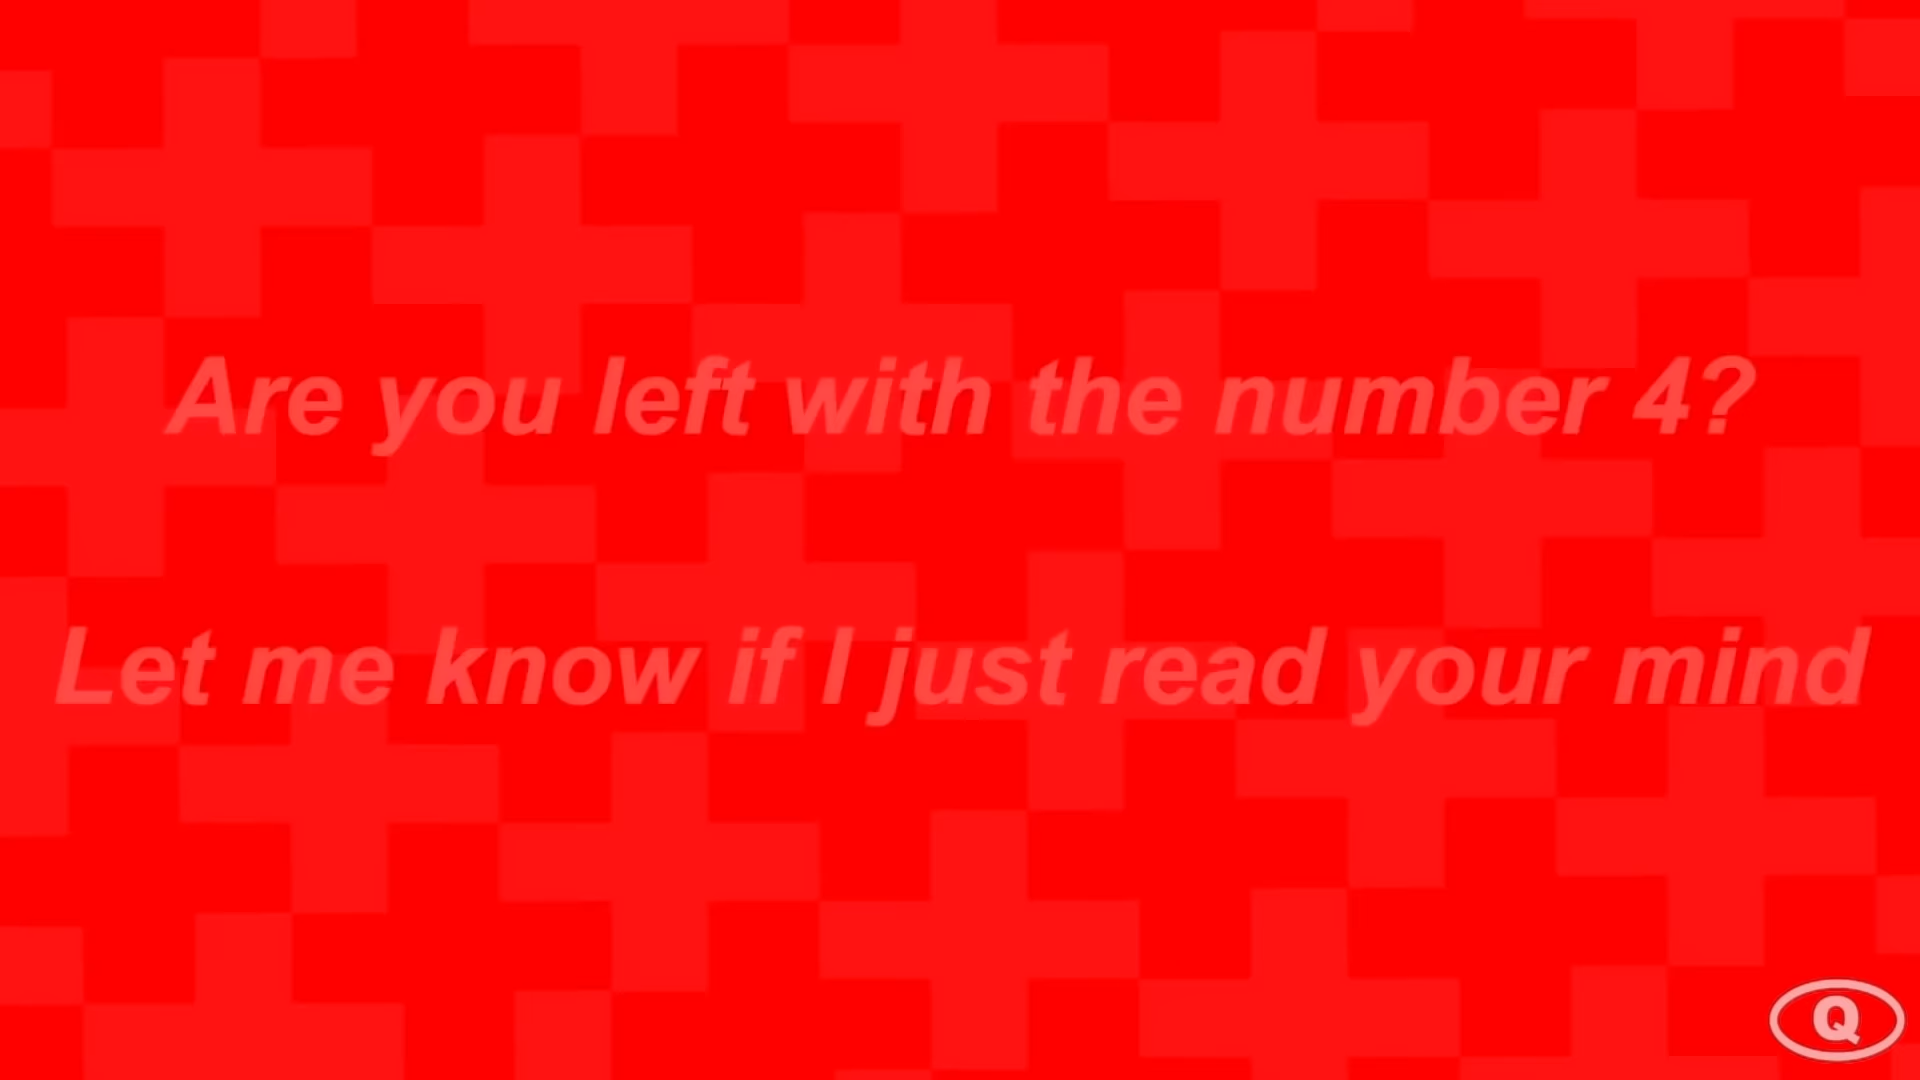 Are you left with the number 4?
Let me know if I just read your mind
Q